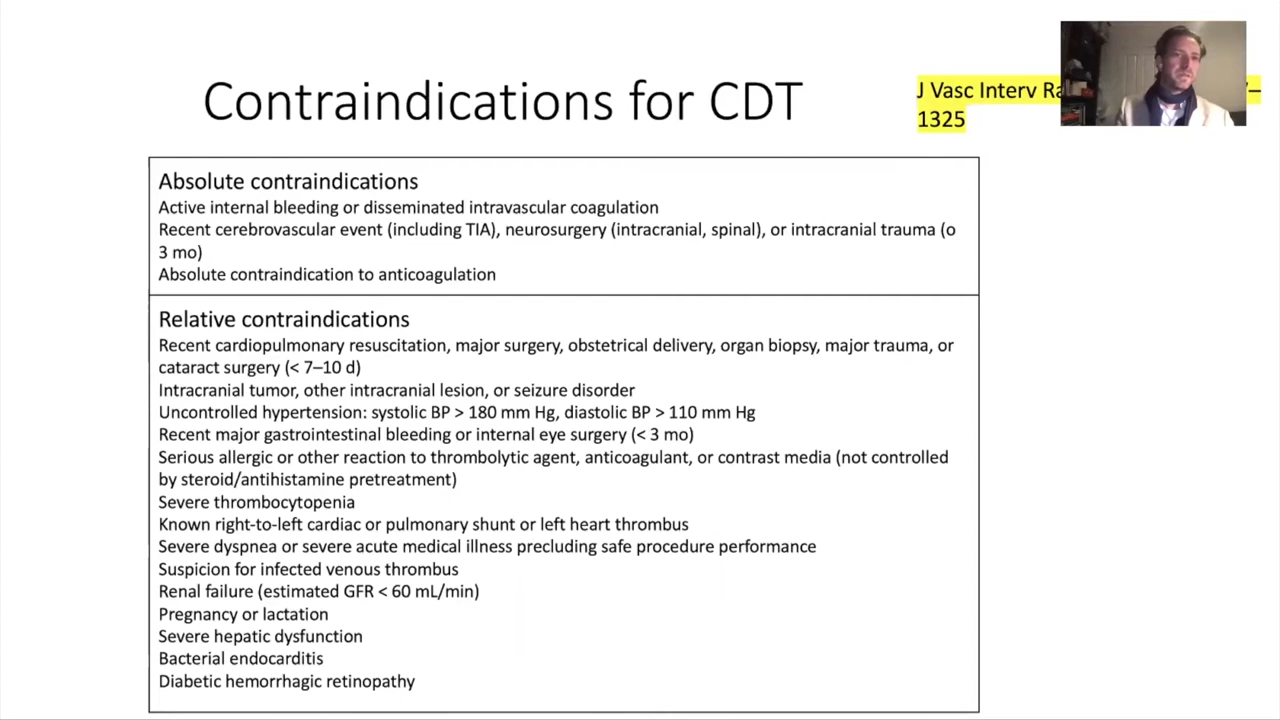 Contraindications for CDT
J Vasc Interv
1325
Absolute contraindications
Active internal bleeding or disseminated intravascular coagulation
Recent cerebrovascular event (including TIA), neurosurgery (intracranial, spinal), or intracranial trauma (o
3 mo)
Absolute contraindication to anticoagulation
Relative contraindications
Recent cardiopulmonary resuscitation, major surgery, obstetrical delivery, organ biopsy, major trauma, or
cataract surgery (< 7–10 d)
Intracranial tumor, other intracranial lesion, or seizure disorder
Uncontrolled hypertension: systolic BP > 180 mm Hg, diastolic BP > 110 mm Hg
Recent major gastrointestinal bleeding or internal eye surgery (< 3 mo)
Serious allergic or other reaction to thrombolytic agent, anticoagulant, or contrast media (not controlled
by steroid/antihistamine pretreatment)
Severe thrombocytopenia
Known right-to-left cardiac or pulmonary shunt or left heart thrombus
Severe dyspnea or severe acute medical illness precluding safe procedure performance
Suspicion for infected venous thrombus
Renal failure (estimated GFR < 60 mL/min)
Pregnancy or lactation
Severe hepatic dysfunction
Bacterial endocarditis
Diabetic hemorrhagic retinopathy